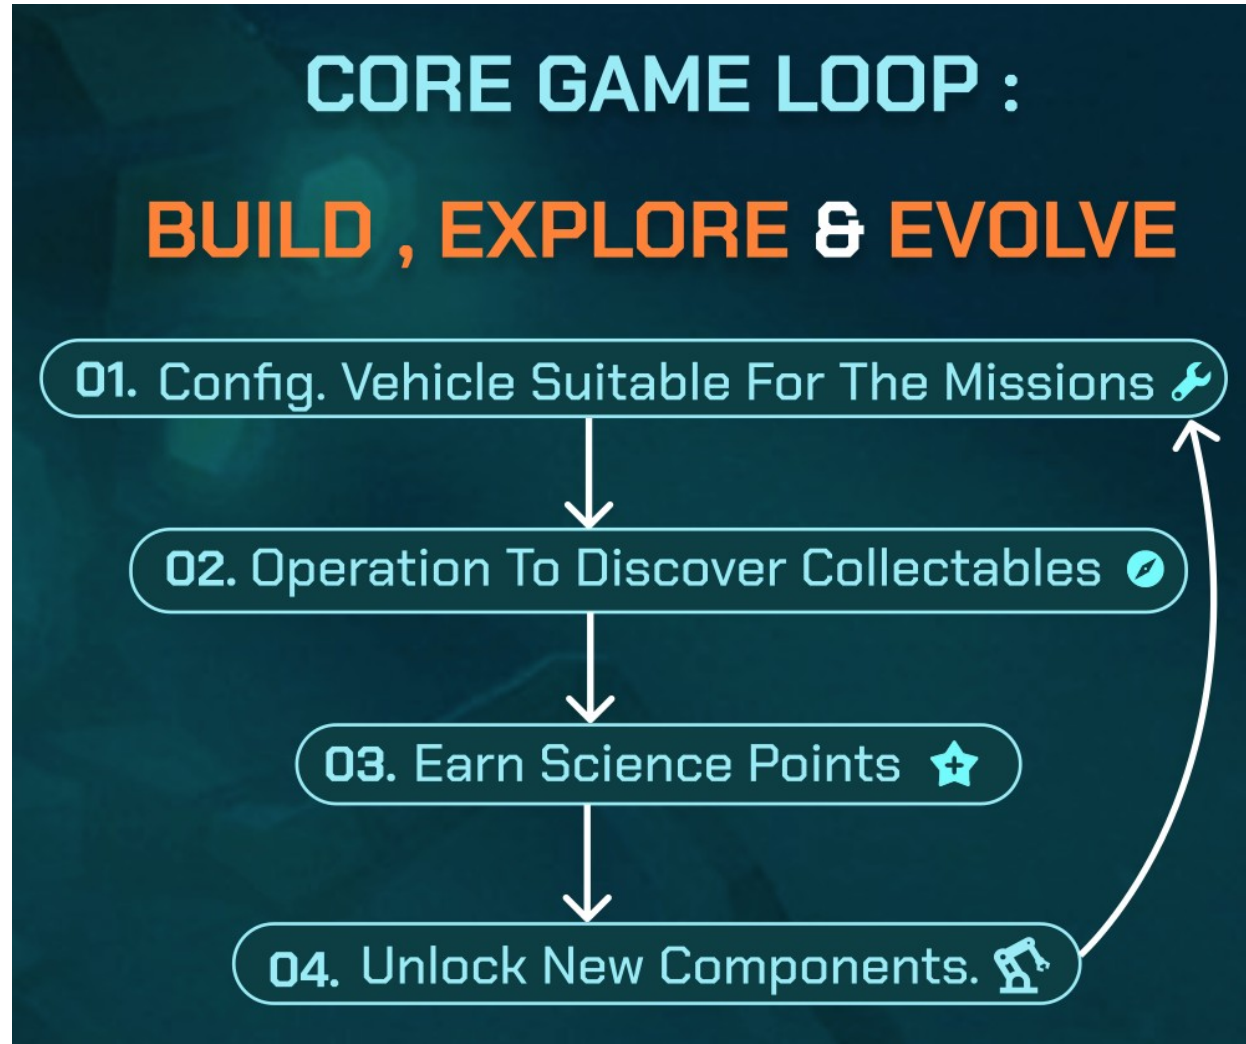 CORE GAME LOOP :
BUILD , EXPLORE & EVOLVE
01. Config. Vehicle Suitable For The Missions
02. Operation To Discover Collectables
03. Earn Science Points
04. Unlock New Components.